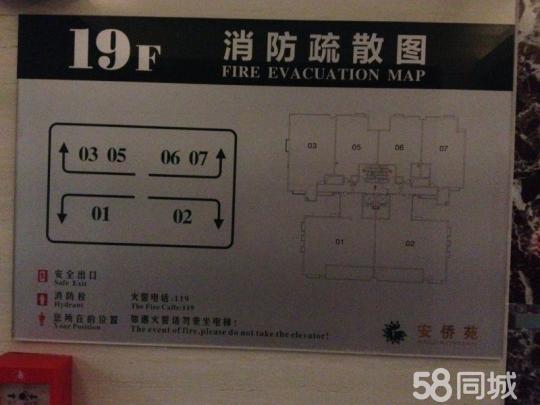 19F 消防疏散图
FIRE EVACUATION MAP
03 05 06 07
01 02
03 05 06 07
01 02
安全出口
Safe Exit
消防栓 火警电话:119
Hydrant The Fire Calls:119
您所在的位置 如遇火警请勿乘坐电梯!
Your Position The event of fire,please do not take the elevator!
安侨苑
58同城